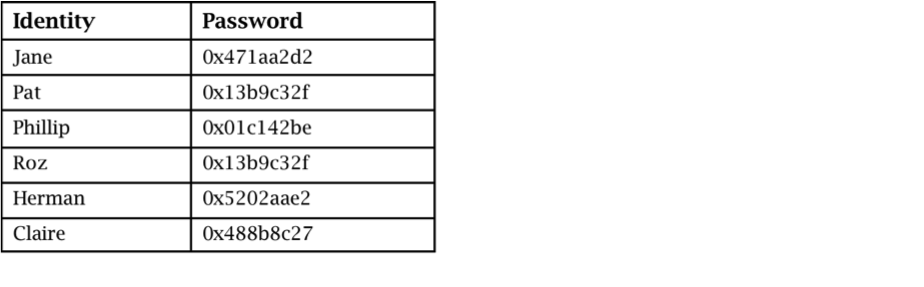 Identity Password
Jane 0x471aa2d2
Pat 0x13b9c32f
Phillip 0x01c142be
Roz 0x13b9c32f
Herman 0x5202aae2
Claire 0x488b8c27